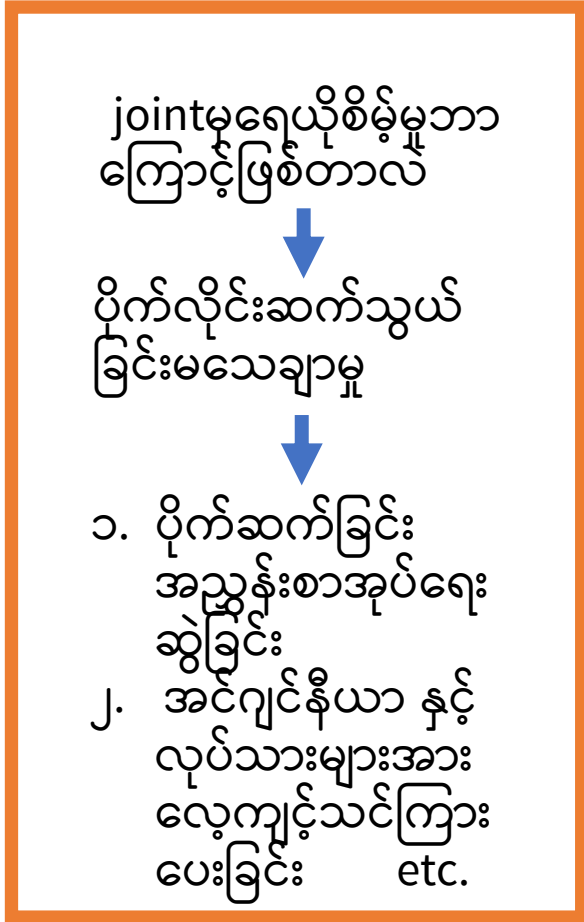 jointမှရေယိုစိမ့်မှုဘာ
ကြောင့်ဖြစ်တာလဲ
ပိုက်လိုင်းဆက်သွယ်
ခြင်းမသေချာမှု
၁. ပိုက်ဆက်ခြင်း
အညွှန်းစာအုပ်ရေး
ဆွဲခြင်း
၂. အင်ဂျင်နီယာ နှင့်
လုပ်သားများအား
လေ့ကျင့်သင်ကြား
ပေးခြင်း etc.